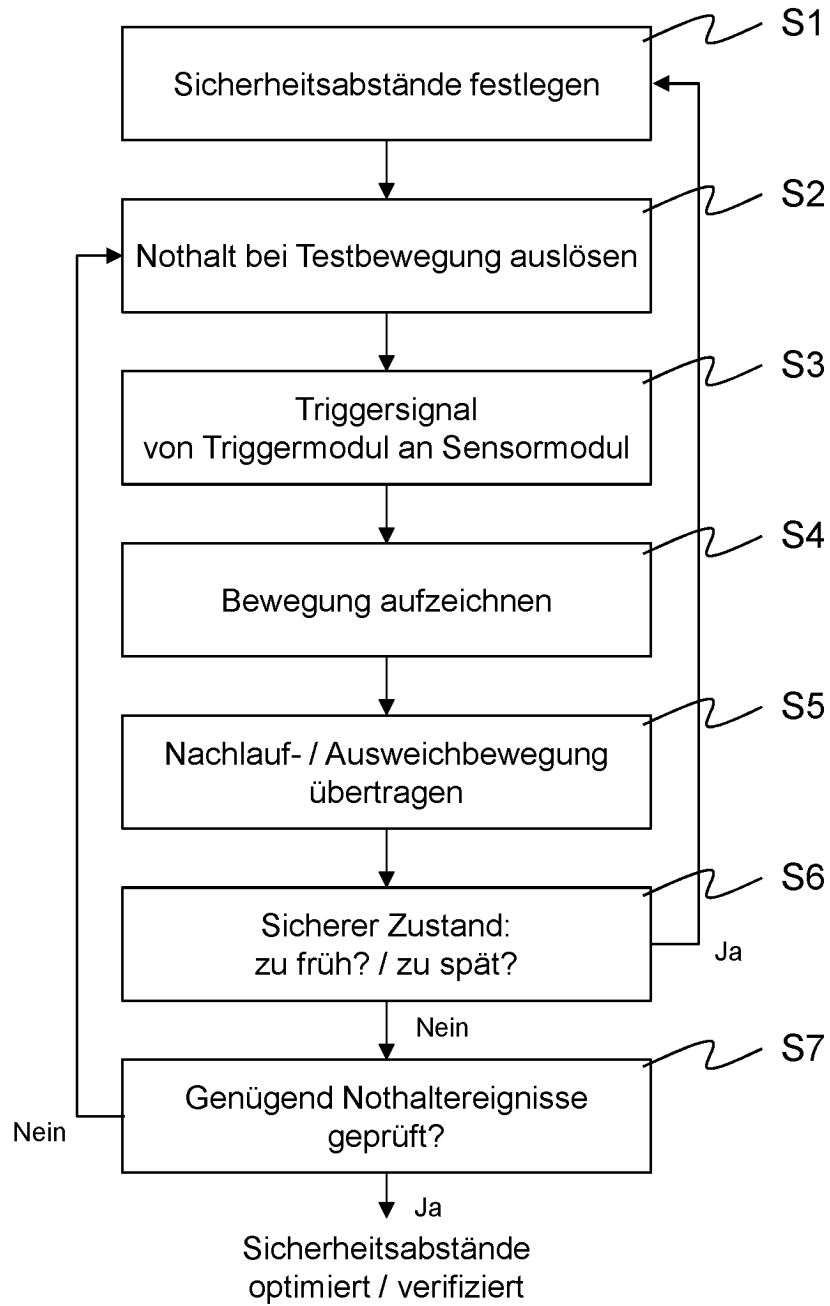 S1
Sicherheitsabstände festlegen
S2
Nothalt bei Testbewegung auslösen
S3
Triggersignal
von Triggermodul an Sensormodul
S4
Bewegung aufzeichnen
S5
Nachlauf- / Ausweichbewegung
übertragen
S6
Sicherer Zustand:
zu früh? / zu spät?
Ja
Nein
S7
Genügend Nothaltereignisse
geprüft?
Nein
Ja
Sicherheitsabstände
optimiert / verifiziert